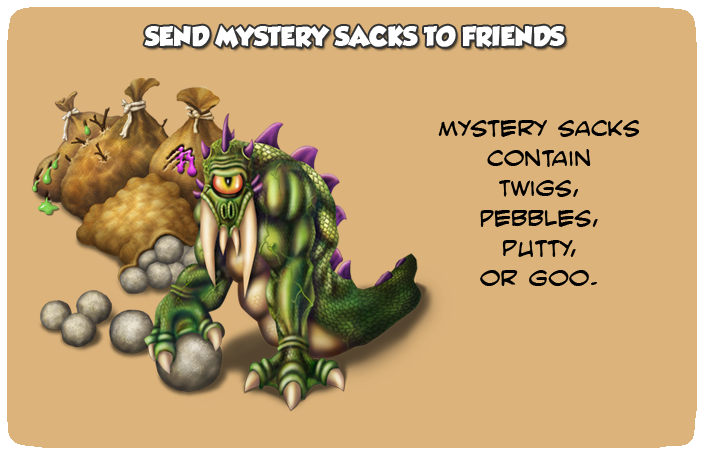 SEND MYSTERY SACKS TO FRIENDS
MYSTERY SACKS
CONTAIN
TWIGS,
PEBBLES,
PUTTY,
OR GOO.